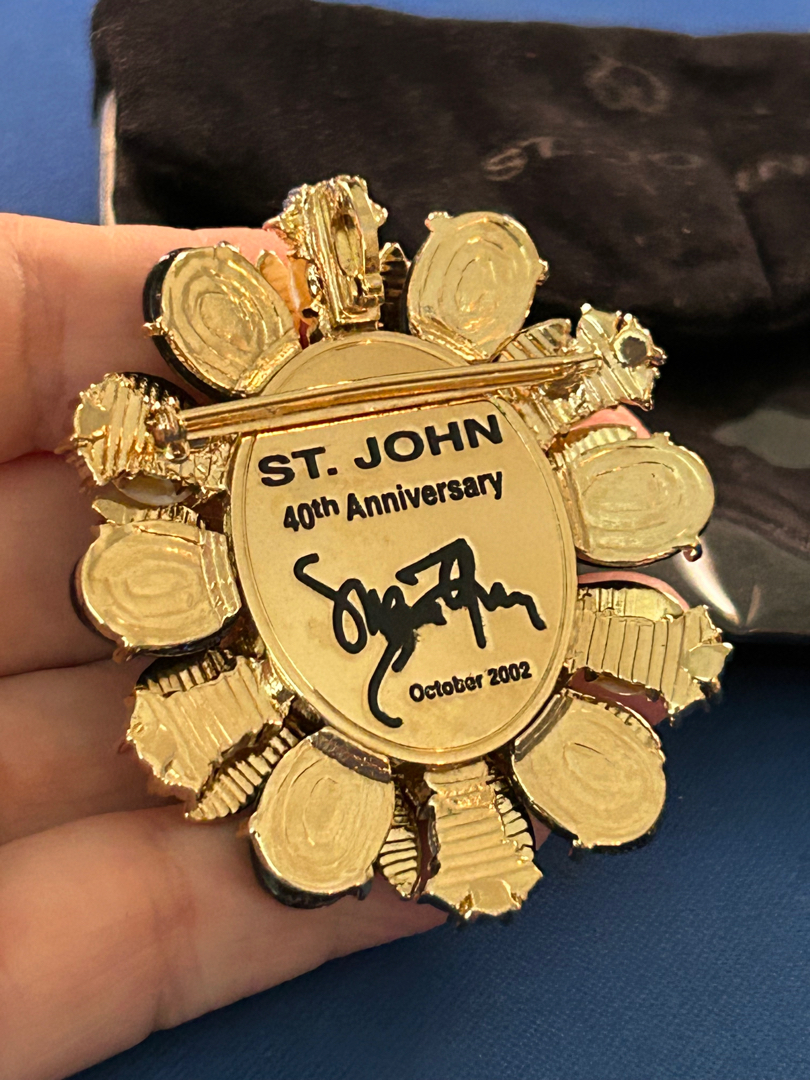 ST. JOHN
40th Anniversary
October 2002